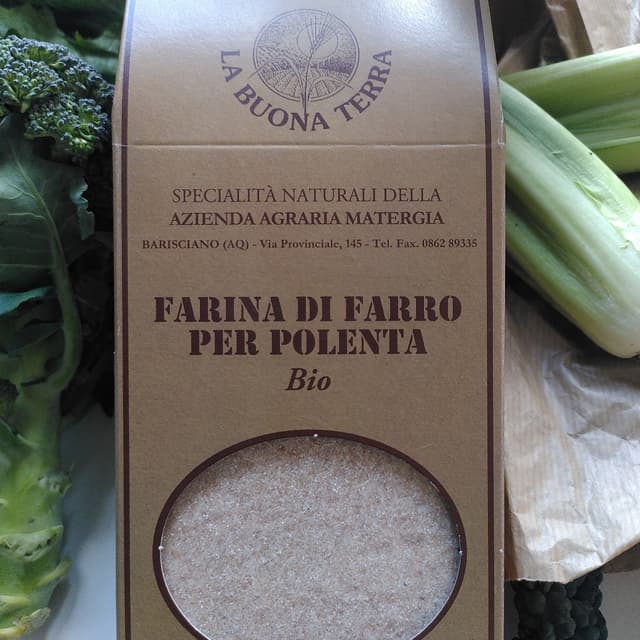 LA BUONA TERRA
SPECIALITÀ NATURALI DELLA
AZIENDA AGRARIA MATERGIA
BARISCIANO (AQ) - Via Provinciale, 145 - Tel. Fax. 0862 89335
FARINA DI FARRO
PER POLENTA
Bio